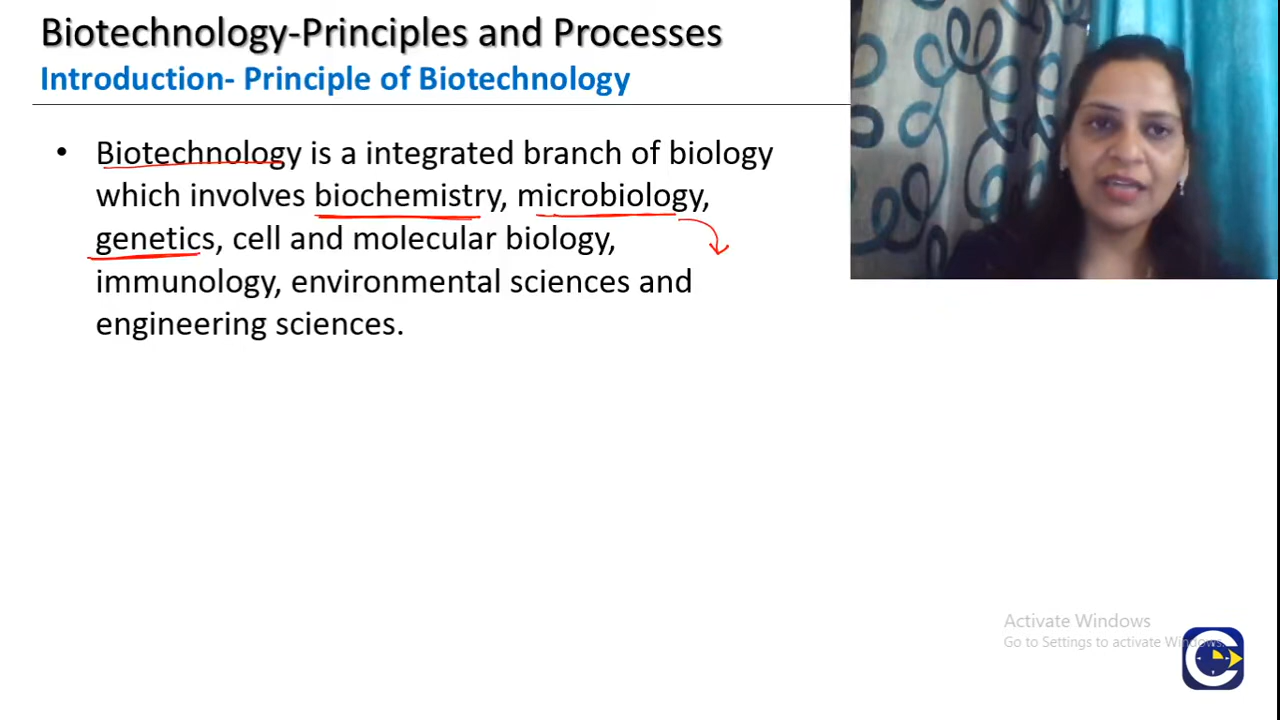 Biotechnology-Principles and Processes
Introduction- Principle of Biotechnology
• Biotechnology is a integrated branch of biology
which involves biochemistry, microbiology,
genetics, cell and molecular biology,
immunology, environmental sciences and
engineering sciences.
Activate Windows
Go to Settings to activate Windows.